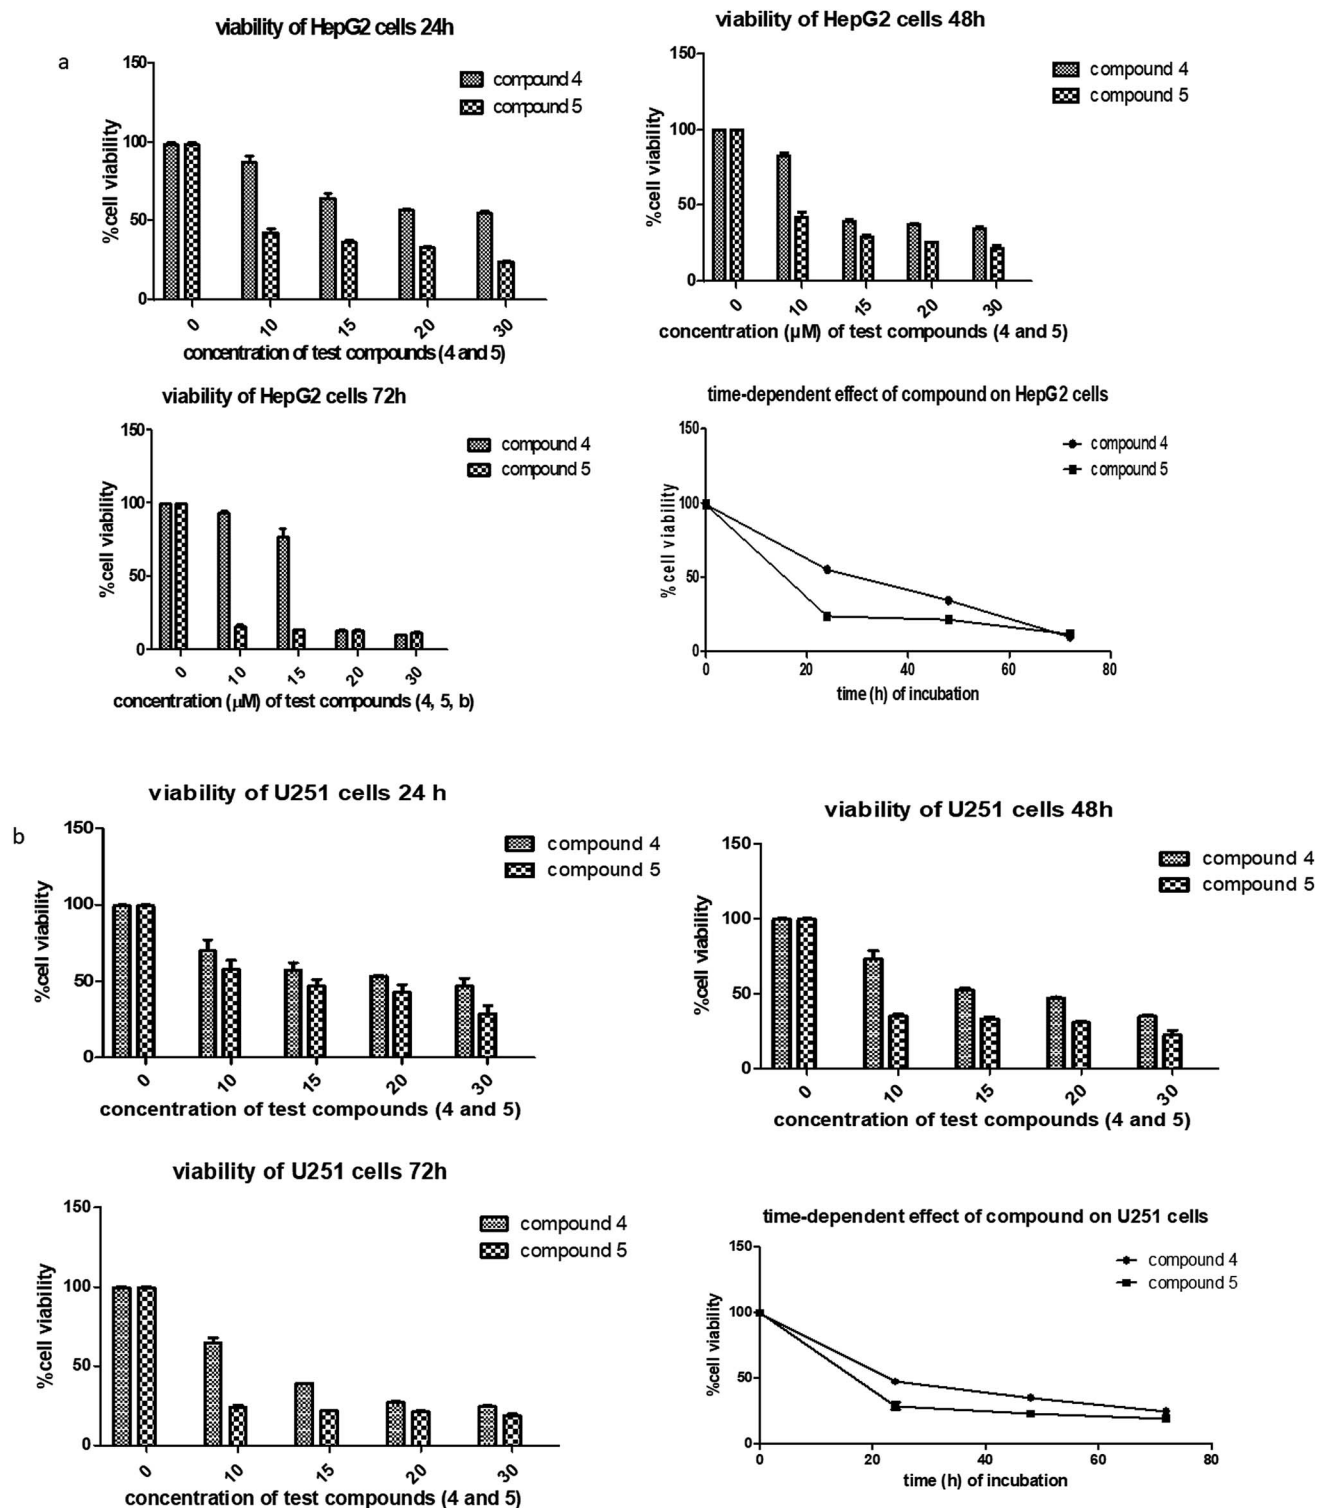 viability of HepG2 cells 24h
a
150
100
50
0
%cell viability
compound 4
compound 5
0 10 15 20 30
concentration of test compounds (4 and 5)
viability of HepG2 cells 48h
150
100
50
0
%cell viability
compound 4
compound 5
0 10 15 20 30
concentration (µM) of test compounds (4 and 5)
viability of HepG2 cells 72h
150
100
50
0
%cell viability
compound 4
compound 5
0 10 15 20 30
concentration (µM) of test compounds (4, 5, b)
time-dependent effect of compound on HepG2 cells
150
100
50
0
% cell viability
compound 4
compound 5
0 20 40 60 80
time (h) of incubation
viability of U251 cells 24 h
b
150
100
50
0
%cell viability
compound 4
compound 5
0 10 15 20 30
concentration of test compounds (4 and 5)
viability of U251 cells 48h
150
100
50
0
%cell viability
compound 4
compound 5
0 10 15 20 30
concentration of test compounds (4 and 5)
viability of U251 cells 72h
150
100
50
0
%cell viability
compound 4
compound 5
0 10 15 20 30
concentration of test compounds (4 and 5)
time-dependent effect of compound on U251 cells
150
100
50
0
%cell viability
compound 4
compound 5
0 20 40 60 80
time (h) of incubation